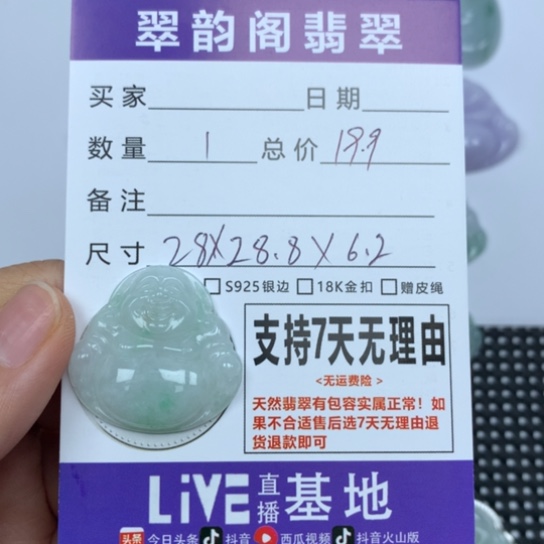 翠韵阁翡翠
买家 日期
数量 1 总价 19.9
备注
尺寸 28X28.8X6.2
S925银边 18K金扣 赠皮绳
支持7天无理由
<无运费险>
天然翡翠有包容实属正常！如
果不合适售后选7天无理由退
货退款即可
LiVE直播基地
头条 今日头条 抖音 西瓜视频 抖音火山版